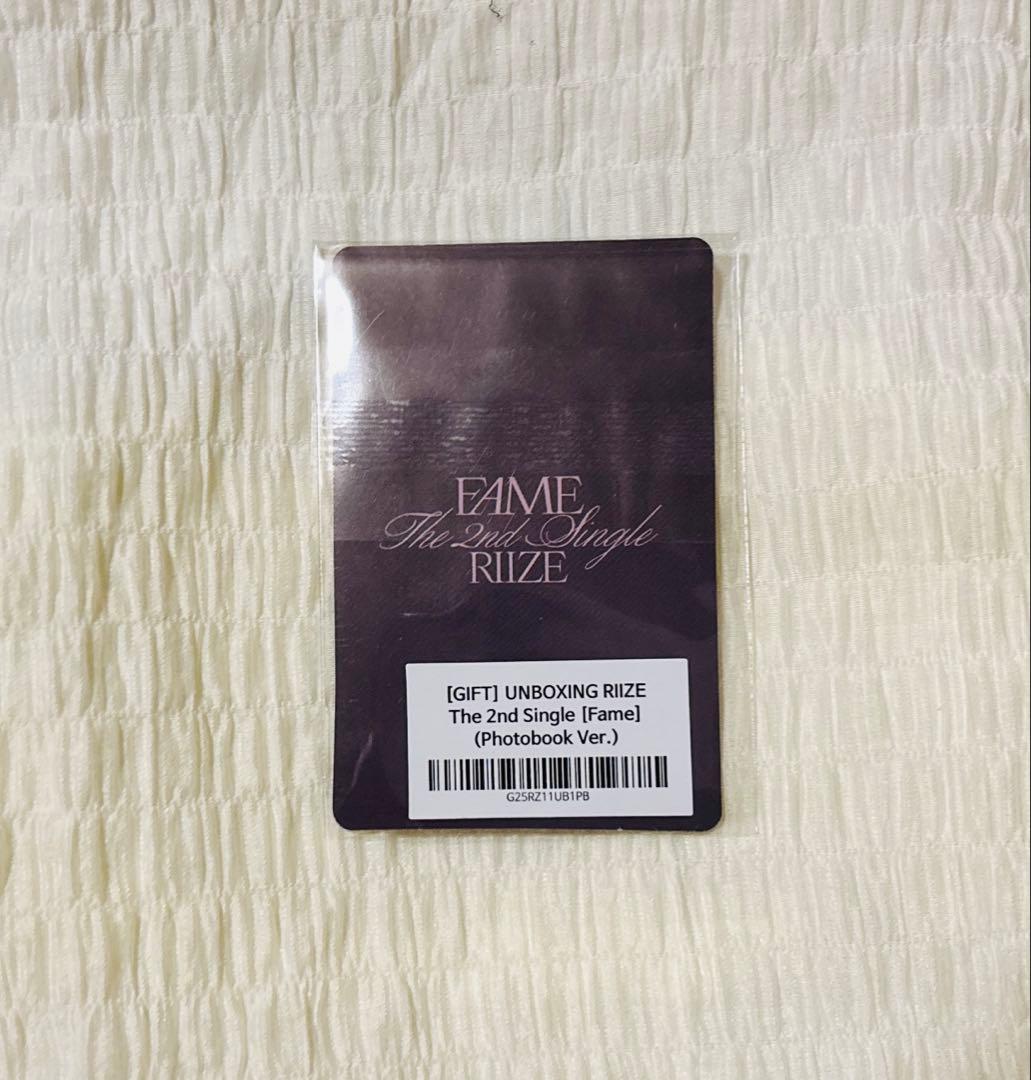 FAME
The 2nd Single
RIIZE
[GIFT] UNBOXING RIIZE
The 2nd Single [Fame]
(Photobook Ver.)
G25RZ11UB1PB